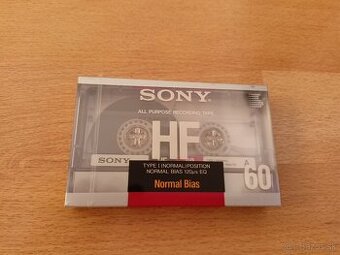 SONY
ALL PURPOSE RECORDING TAPE
HF
SONY
A
TYPE I (NORMAL) POSITION
NORMAL BIAS 120μs EQ
Normal Bias
60